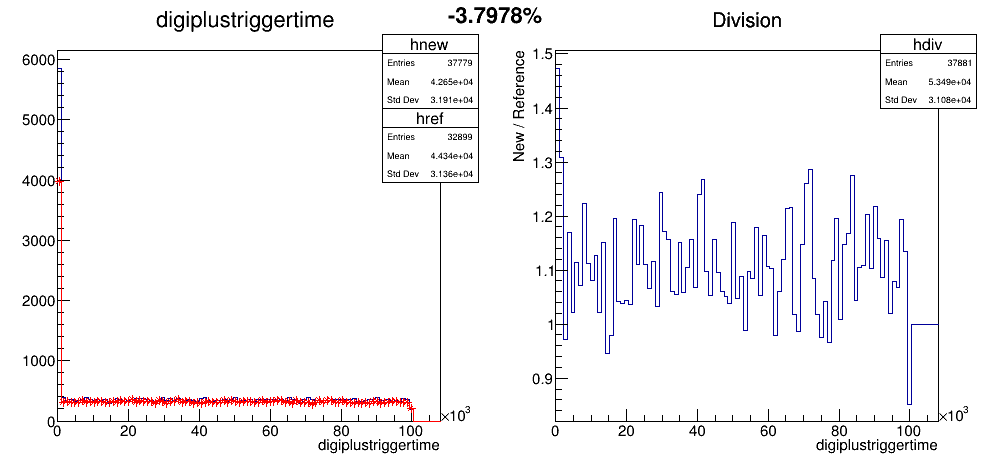 digiplustriggertime
-3.7978%
Division
hnew
Entries 37779
Mean 4.265e+04
Std Dev 3.191e+04
href
Entries 32899
Mean 4.434e+04
Std Dev 3.136e+04
6000
5000
4000
3000
2000
1000
0
0 20 40 60 80 100
×10³
digiplustriggertime
hdiv
Entries 37881
Mean 5.349e+04
Std Dev 3.108e+04
New / Reference
1.5
1.4
1.3
1.2
1.1
1
0.9
0 20 40 60 80 100
×10³
digiplustriggertime